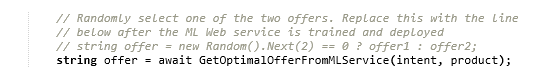 // Randomly select one of the two offers. Replace this with the line
// below after the ML Web service is trained and deployed
// string offer = new Random().Next(2) == 0 ? offer1 : offer2;
string offer = await GetOptimalOfferFromMLService(intent, product);